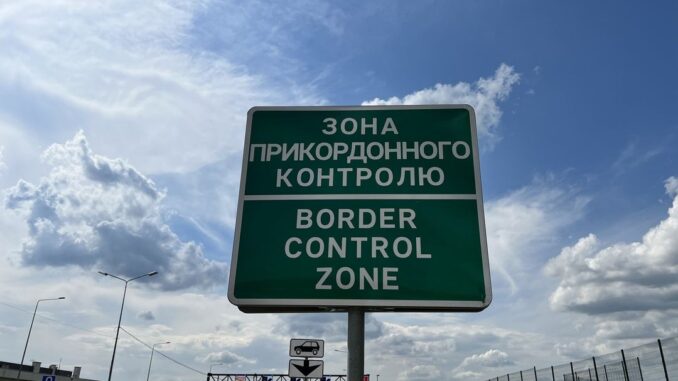 ЗОНА
ПРИКОРДОННОГО
КОНТРОЛЮ
BORDER
CONTROL
ZONE